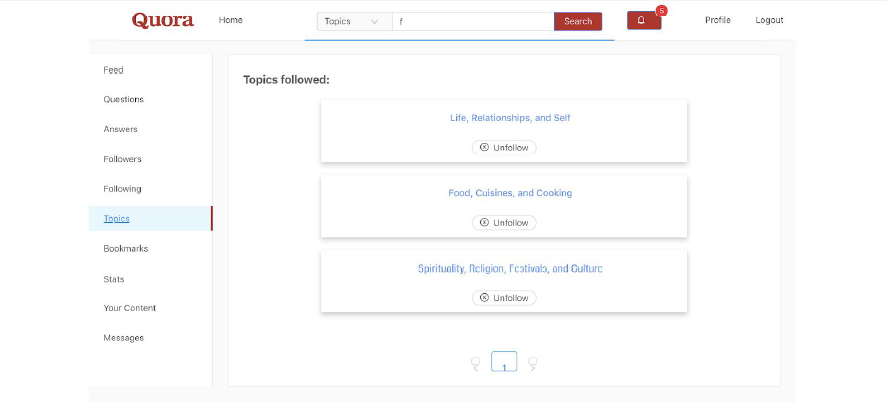 Quora Home Topics f Search 5 Profile Logout
Feed
Questions
Answers
Followers
Following
Topics
Bookmarks
Stats
Your Content
Messages
Topics followed:
Life, Relationships, and Self
Unfollow
Food, Cuisines, and Cooking
Unfollow
Spirituality, Religion, Festivals, and Culture
Unfollow
1